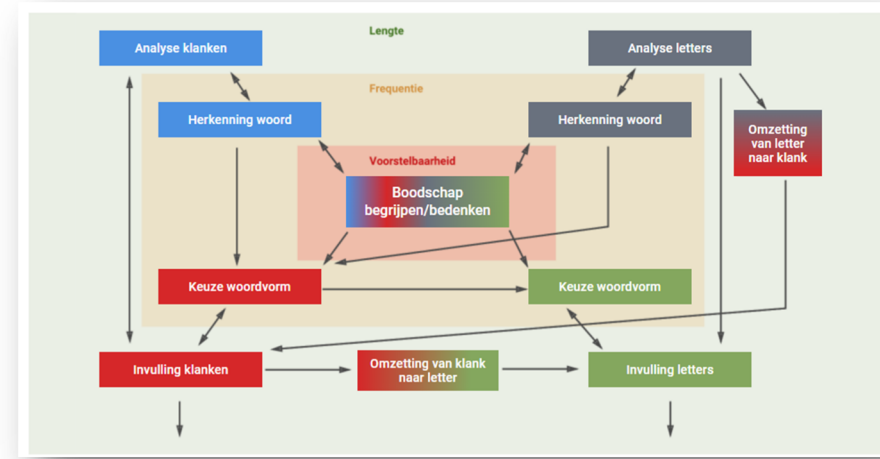 Lengte
Analyse klanken
Analyse letters
Frequentie
Herkenning woord
Herkenning woord
Omzetting
van letter
naar klank
Voorstelbaarheid
Boodschap
begrijpen/bedenken
Keuze woordvorm
Keuze woordvorm
Invulling klanken
Omzetting van klank
naar letter
Invulling letters